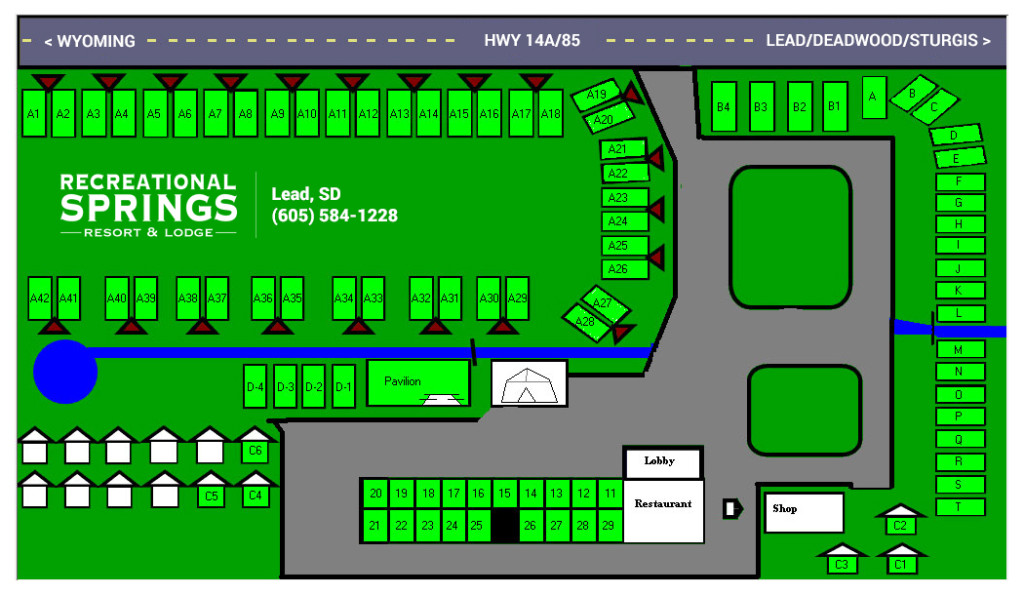 < WYOMING
HWY 14A/85
LEAD/DEADWOOD/STURGIS >
A1 A2 A3 A4 A5 A6 A7 A8 A9 A10 A11 A12 A13 A14 A15 A16 A17 A18
A19
A20
A21
A22
A23
A24
A25
A26
A27
A28
B4 B3 B2 B1 A B C
D
E
F
G
H
I
J
K
L
M
N
O
P
Q
R
S
T
RECREATIONAL
SPRINGS
RESORT & LODGE
Lead, SD
(605) 584-1228
A42 A41 A40 A39 A38 A37 A36 A35 A34 A33 A32 A31 A30 A29
D-4 D-3 D-2 D-1
Pavilion
C6
C5 C4
Lobby
Restaurant
20 19 18 17 16 15 14 13 12 11
21 22 23 24 25 26 27 28 29
Shop
C2
C3 C1